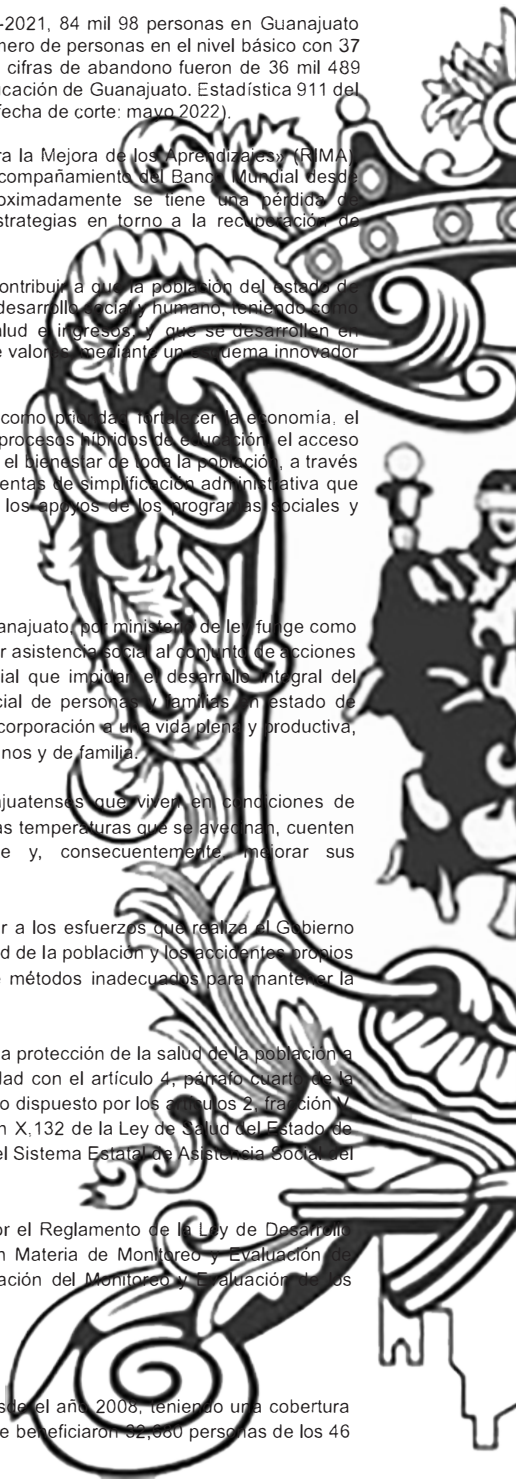 -2021, 84 mil 98 personas en Guanajuato
mero de personas en el nivel básico con 37
cifras de abandono fueron de 36 mil 489
ucación de Guanajuato. Estadística 911 del
fecha de corte: mayo 2022).
ra la Mejora de los Aprendizajes» (RIMA)
compañamiento del Banco Mundial desde
oximadamente se tiene una pérdida de
strategias en torno a la recuperación de
ontribuir a que la población del estado de
desarrollo social y humano, teniendo como
alud e ingresos; y que se desarrollen en
e valores, mediante un esquema innovador
como prioridad fortalecer la economía, el
procesos híbridos de educación, el acceso
el bienestar de toda la población, a través
entas de simplificación administrativa que
los apoyos de los programas sociales y
anajuato, por ministerio de ley funge como
r asistencia social al conjunto de acciones
ial que impidan el desarrollo integral del
cial de personas y familias en estado de
corporación a una vida plena y productiva,
nos y de familia.
juatenses que viven en condiciones de
as temperaturas que se avecinan, cuenten
e y, consecuentemente, mejorar sus
r a los esfuerzos que realiza el Gobierno
d de la población y los accidentes propios
e métodos inadecuados para mantener la
a protección de la salud de la población a
dad con el artículo 4, párrafo cuarto de la
o dispuesto por los artículos 2, fracción V,
n X,132 de la Ley de Salud del Estado de
el Sistema Estatal de Asistencia Social del
or el Reglamento de la Ley de Desarrollo
n Materia de Monitoreo y Evaluación de
ación del Monitoreo y Evaluación de los
sde el año 2008, teniendo una cobertura
e beneficiaron personas de los 46